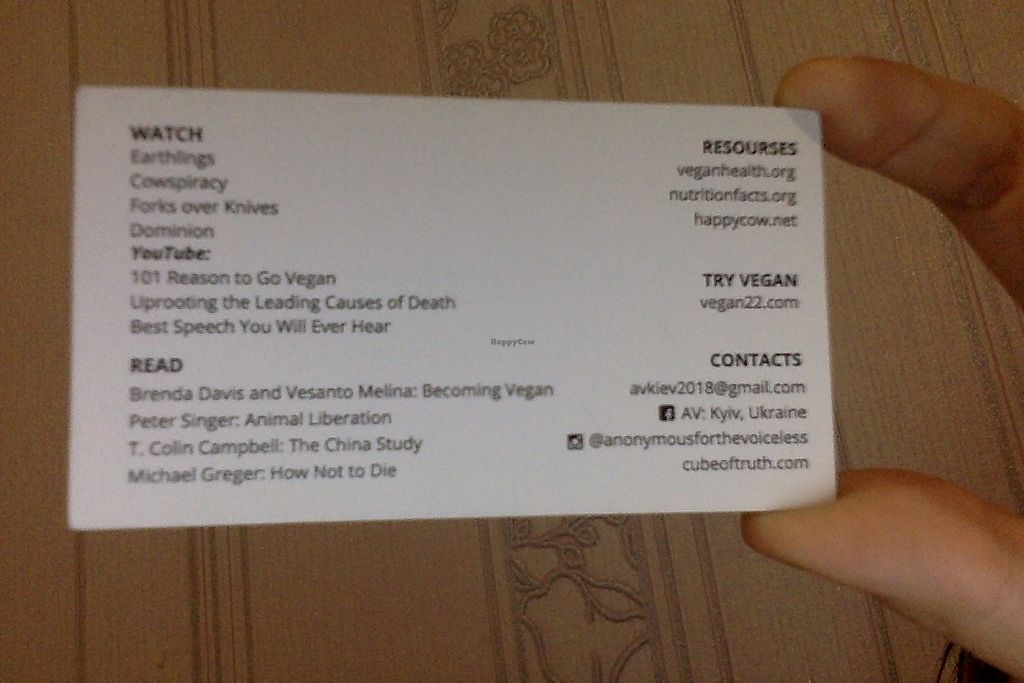 WATCH
Earthlings
Cowspiracy
Forks over Knives
Dominion
YouTube:
101 Reason to Go Vegan
Uprooting the Leading Causes of Death
Best Speech You Will Ever Hear
READ
Brenda Davis and Vesanto Melina: Becoming Vegan
Peter Singer: Animal Liberation
T. Colin Campbell: The China Study
Michael Greger: How Not to Die
RESOURSES
veganhealth.org
nutritionfacts.org
happycow.net
TRY VEGAN
vegan22.com
CONTACTS
avkiev2018@gmail.com
AV: Kyiv, Ukraine
@anonymousforthevoiceless
cubeoftruth.com
HappyCow